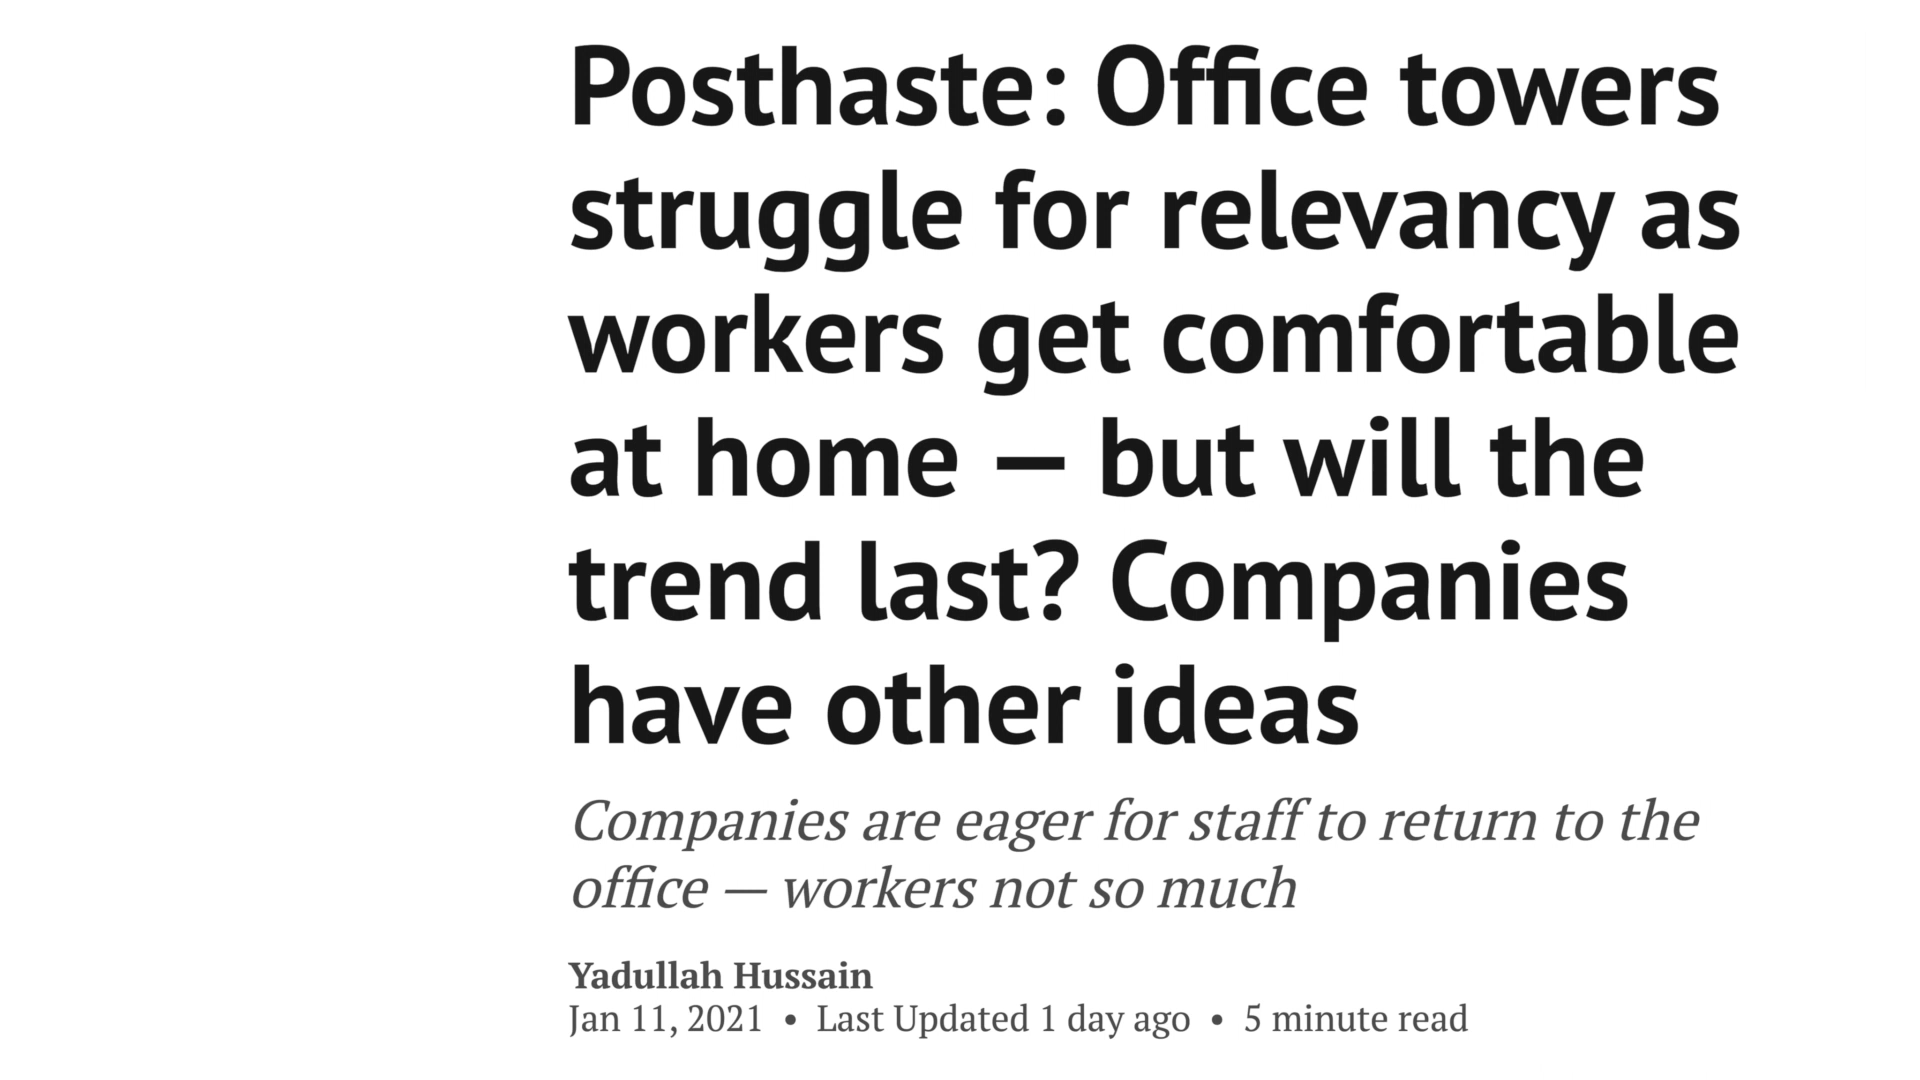 Posthaste: Office towers
struggle for relevancy as
workers get comfortable
at home — but will the
trend last? Companies
have other ideas
Companies are eager for staff to return to the
office — workers not so much
Yadullah Hussain
Jan 11, 2021 • Last Updated 1 day ago • 5 minute read